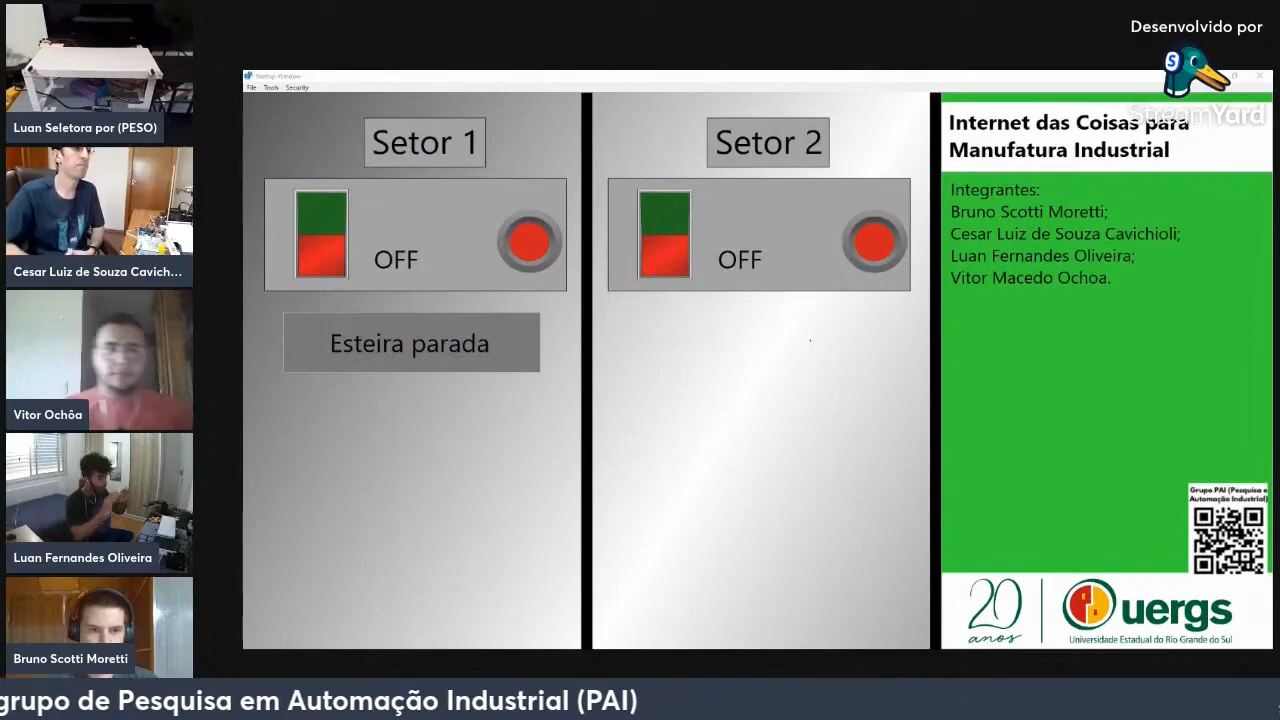 Desenvolvido por
StreamYard
Luan Seletora por (PESO)
Cesar Luiz de Souza Cavich...
Vitor Ochôa
Luan Fernandes Oliveira
Bruno Scotti Moretti
Startup Window
File Tools Security
Setor 1
OFF
Esteira parada
Setor 2
OFF
Internet das Coisas para
Manufatura Industrial
Integrantes:
Bruno Scotti Moretti;
Cesar Luiz de Souza Cavichioli;
Luan Fernandes Oliveira;
Vitor Macedo Ochoa.
Grupo PAI (Pesquisa e
Automação Industrial)
20
anos
uergs
Universidade Estadual do Rio Grande do Sul
grupo de Pesquisa em Automação Industrial (PAI)